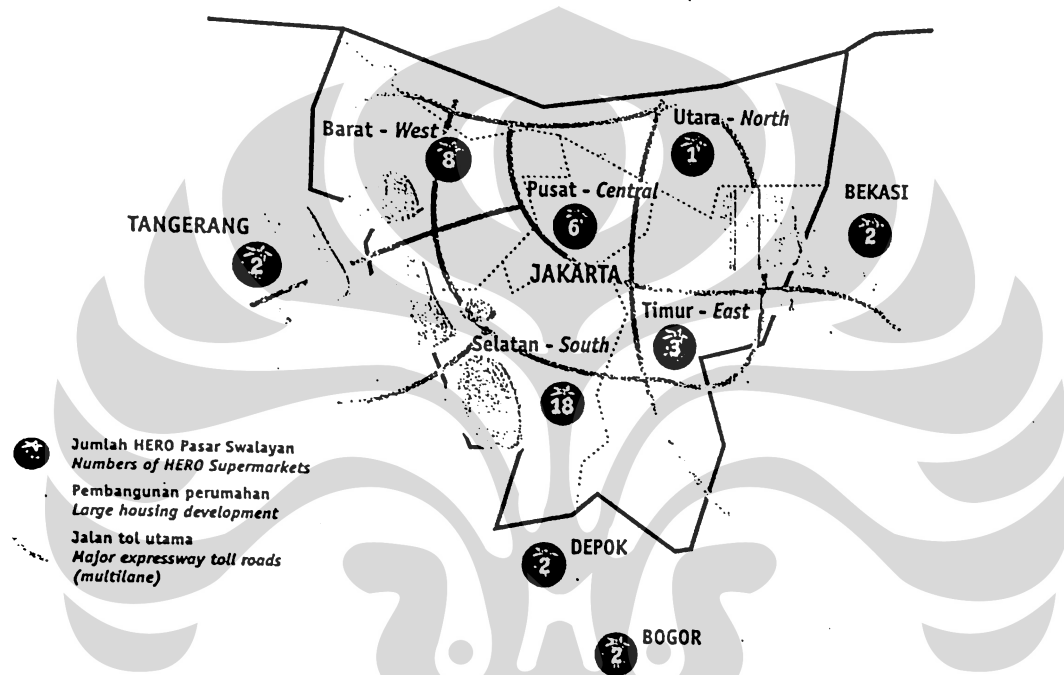 Utara - North
1
Barat - West
8
Pusat - Central
6
BEKASI
2
TANGERANG
2
JAKARTA
Timur - East
3
Selatan - South
18
Jumlah HERO Pasar Swalayan
Numbers of HERO Supermarkets
Pembangunan perumahan
Large housing development
Jalan tol utama
Major expressway toll roads
(multilane)
DEPOK
2
BOGOR
2